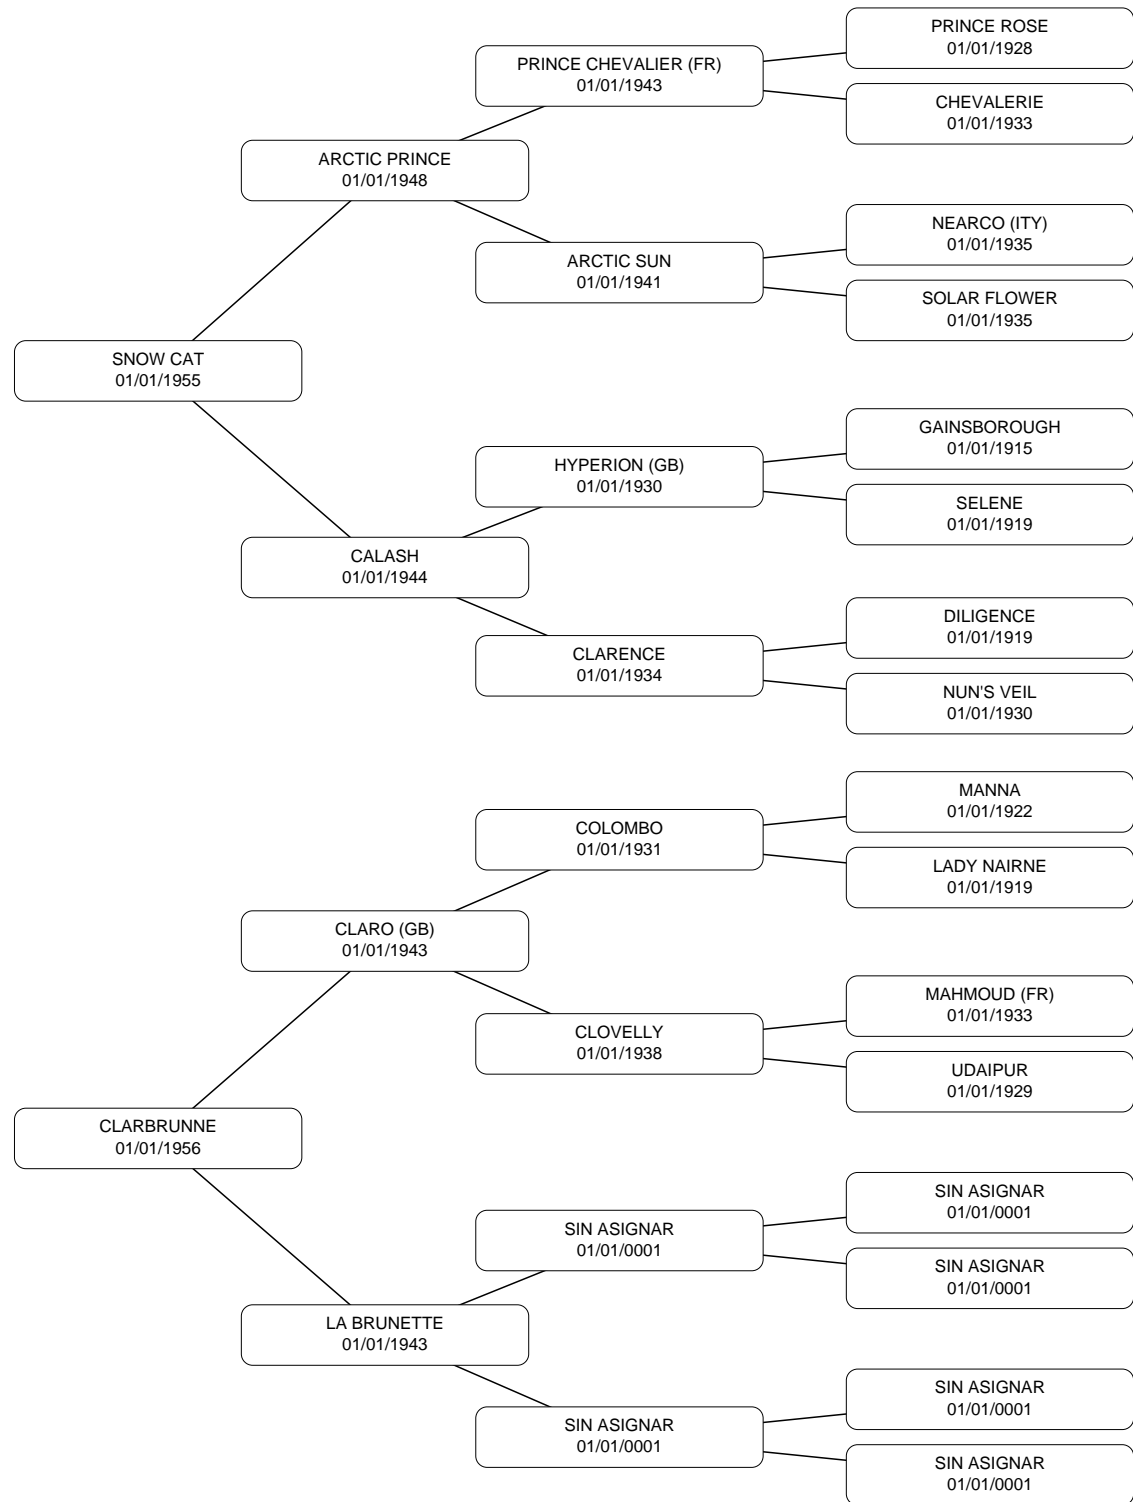 PRINCE ROSE
01/01/1928
PRINCE CHEVALIER (FR)
01/01/1943
CHEVALERIE
01/01/1933
ARCTIC PRINCE
01/01/1948
NEARCO (ITY)
01/01/1935
ARCTIC SUN
01/01/1941
SOLAR FLOWER
01/01/1935
SNOW CAT
01/01/1955
GAINSBOROUGH
01/01/1915
HYPERION (GB)
01/01/1930
SELENE
01/01/1919
CALASH
01/01/1944
DILIGENCE
01/01/1919
CLARENCE
01/01/1934
NUN'S VEIL
01/01/1930
MANNA
01/01/1922
COLOMBO
01/01/1931
LADY NAIRNE
01/01/1919
CLARO (GB)
01/01/1943
MAHMOUD (FR)
01/01/1933
CLOVELLY
01/01/1938
UDAIPUR
01/01/1929
CLARBRUNNE
01/01/1956
SIN ASIGNAR
01/01/0001
SIN ASIGNAR
01/01/0001
SIN ASIGNAR
01/01/0001
LA BRUNETTE
01/01/1943
SIN ASIGNAR
01/01/0001
SIN ASIGNAR
01/01/0001
SIN ASIGNAR
01/01/0001